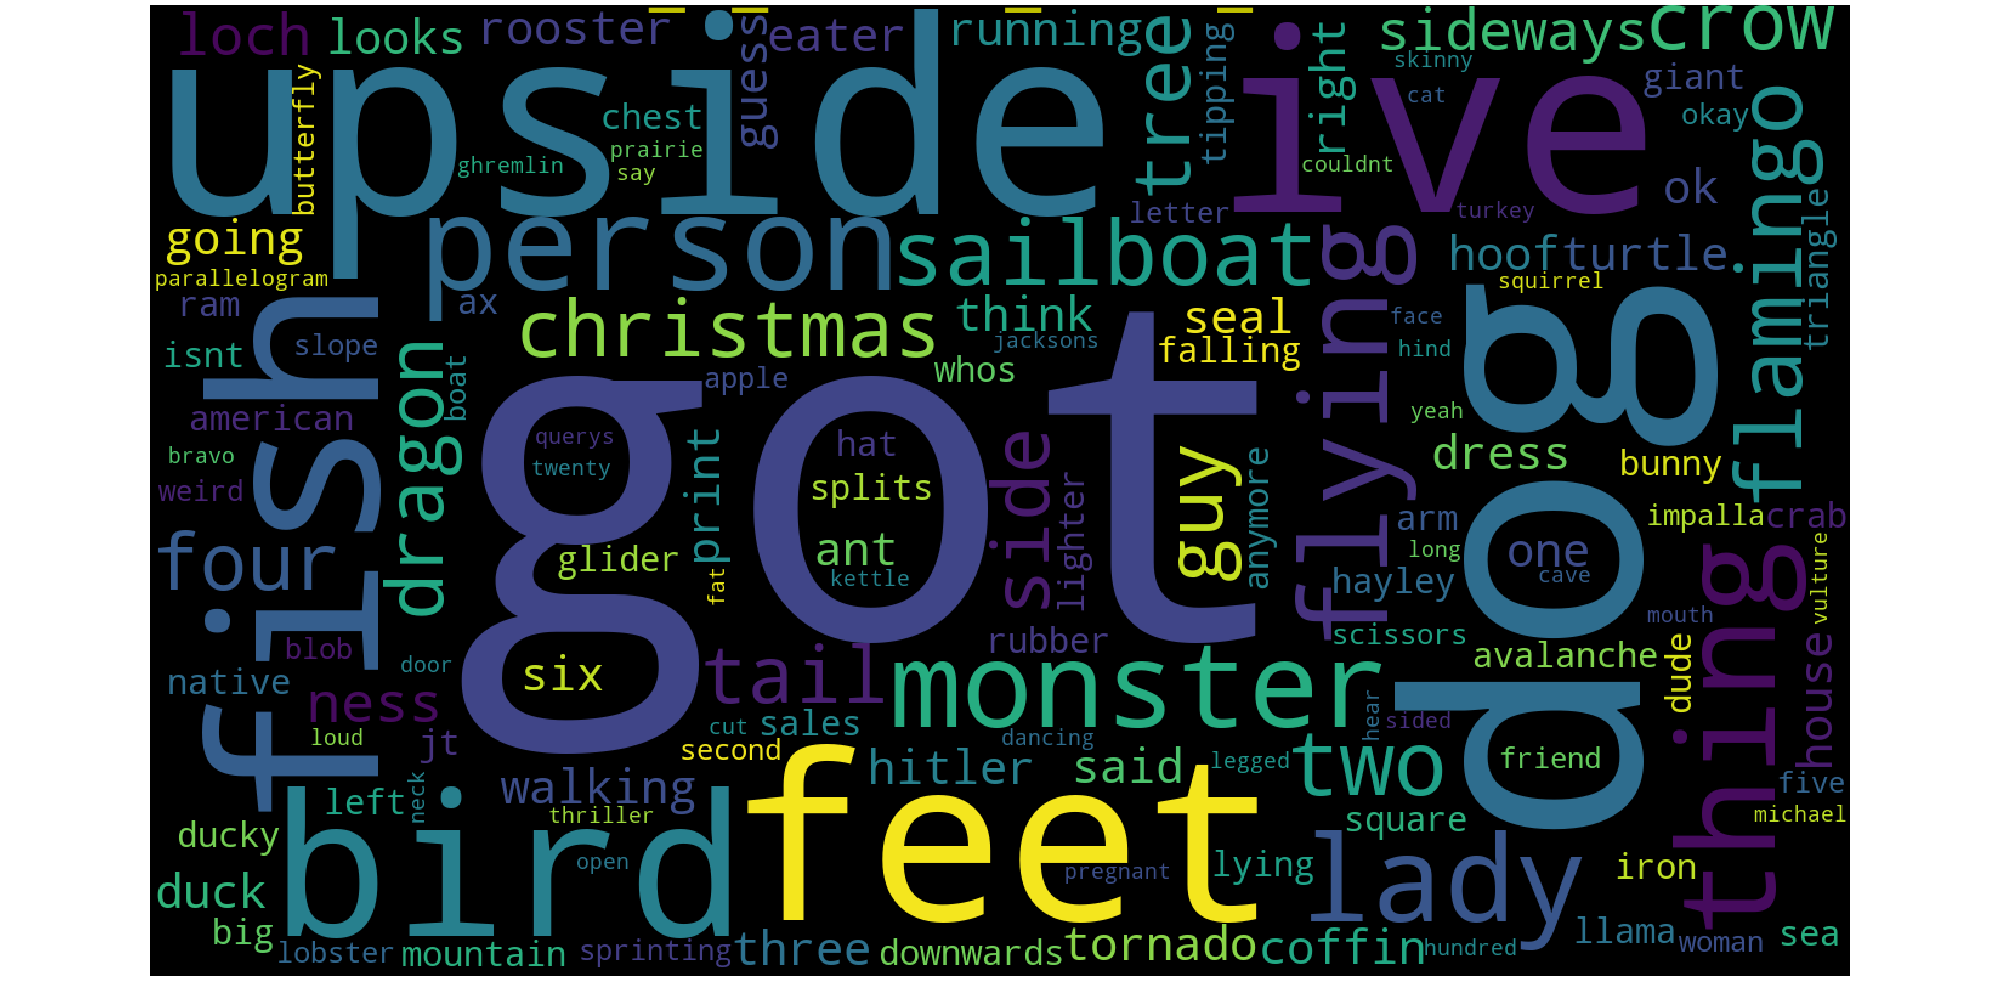 loch
looks
rooster
guess
eater
running
tree
tipping
right
sideways
crow
skinny
cat
giant
okay
upside
ive
butterfly
chest
prairie
say
ghremlin
couldnt
ok
flamingo
triangle
going
parallelogram
person
sailboat
letter
turkey
flying
hoof
turtle
squirrel
ram
ax
christmas
think
jacksons
seal
falling
face
hind
isnt
slope
fish
dragon
boat
apple
whos
got
dog
american
bravo
weird
querys
twenty
print
hat
splits
side
lighter
guy
anymore
yeah
dress
bunny
arm
impalla
crab
four
glider
fat
ant
kettle
long
one
cave
hayley
vulture
thing
mouth
blob
door
native
six
tail
rubber
monster
scissors
avalanche
dude
house
ness
loud
jt
cut
sales
second
dancing
hear
sided
hitler
said
legged
two
friend
five
michael
left
neck
walking
thriller
feet
square
ducky
bird
open
pregnant
lying
lady
iron
duck
big
lobster
mountain
sprinting
three
downwards
tornado
coffin
hundred
llama
woman
sea